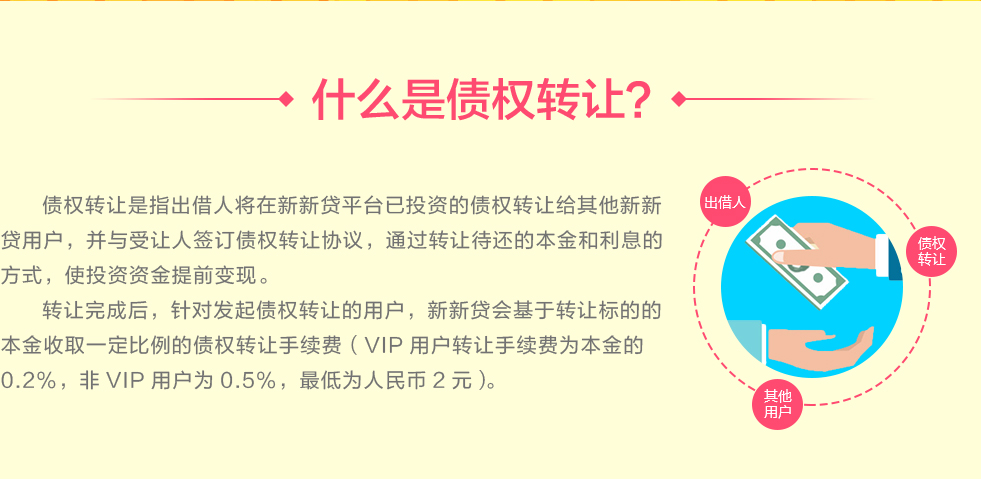 什么是债权转让?
债权转让是指出借人将在新新贷平台已投资的债权转让给其他新新
贷用户，并与受让人签订债权转让协议，通过转让待还的本金和利息的
方式，使投资资金提前变现。
转让完成后，针对发起债权转让的用户，新新贷会基于转让标的的
本金收取一定比例的债权转让手续费（ VIP 用户转让手续费为本金的
0.2%，非 VIP 用户为 0.5%，最低为人民币 2 元 ）。
出借人
债权
转让
其他
用户